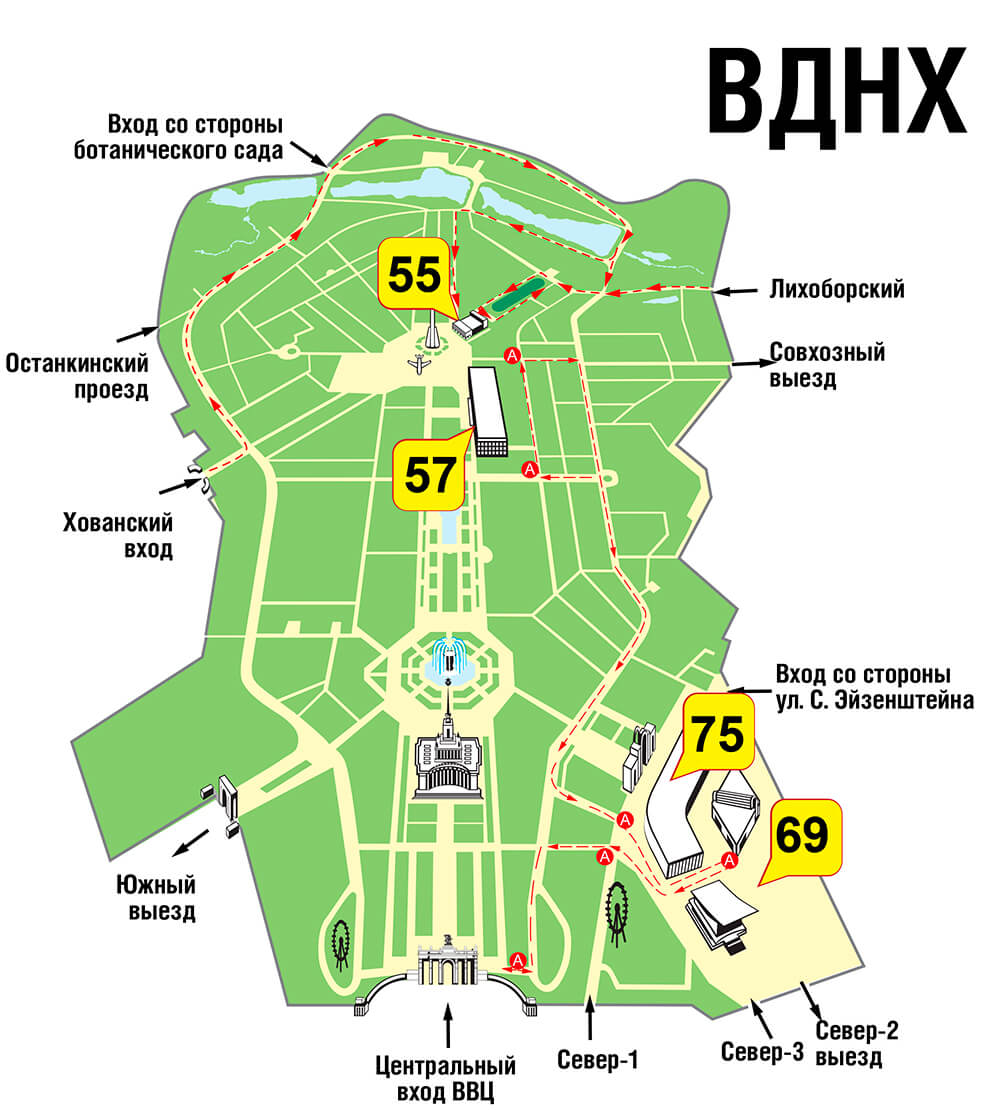 ВДНХ
Вход со стороны
ботанического сада
55
Лихоборский
Останкинский
проезд
Совхозный
выезд
А
57
А
Хованский
вход
Вход со стороны
ул. С. Эйзенштейна
75
69
А
А
А
Южный
выезд
А
Центральный
вход ВВЦ
Север-1
Север-3
Север-2
выезд